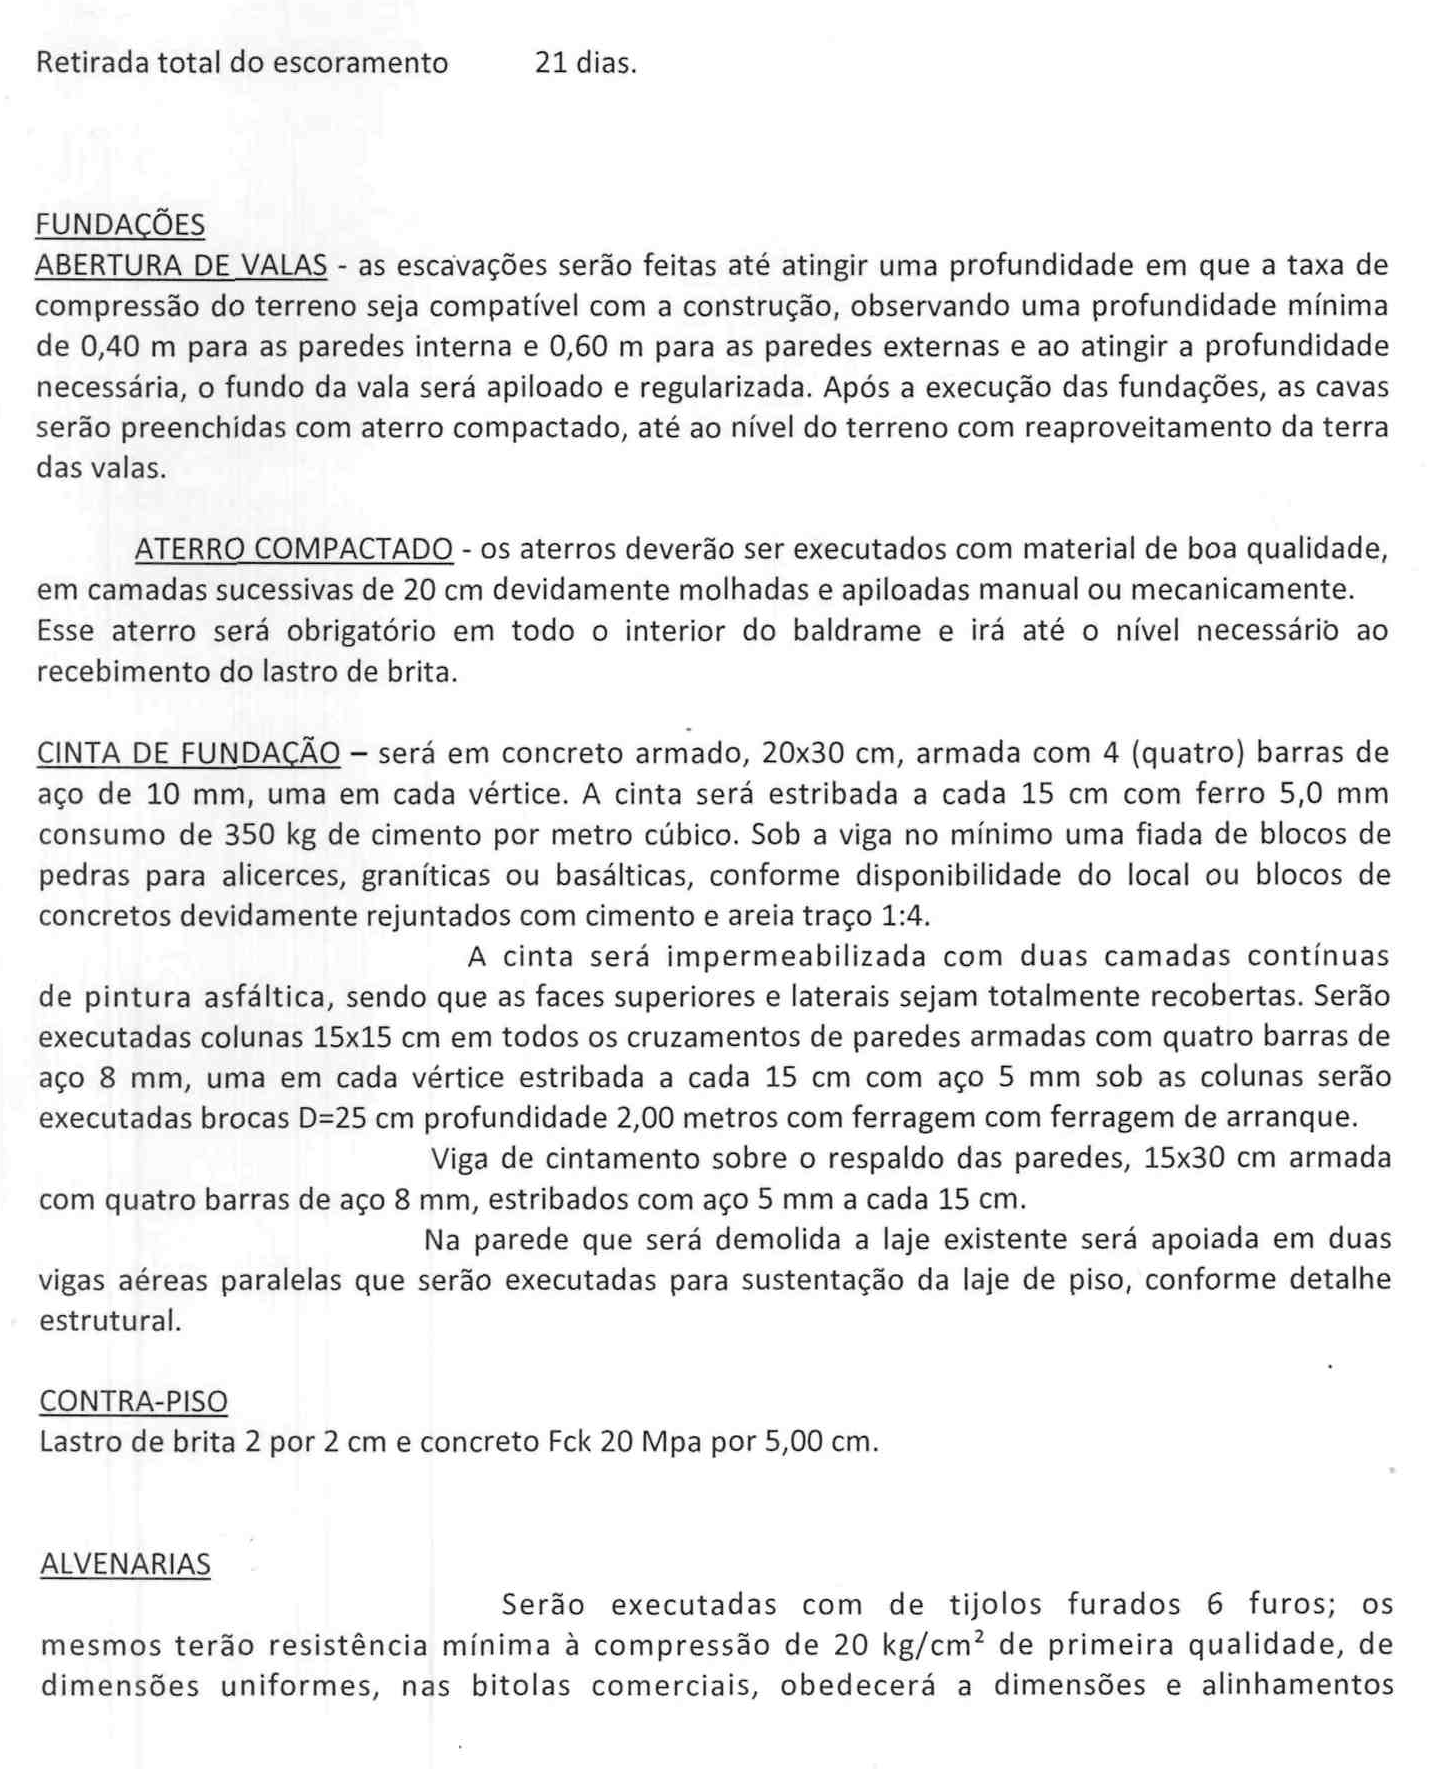 Retirada total do escoramento 21 dias.
FUNDAÇÕES
ABERTURA DE VALAS - as escavações serão feitas até atingir uma profundidade em que a taxa de
compressão do terreno seja compatível com a construção, observando uma profundidade mínima
de 0,40 m para as paredes interna e 0,60 m para as paredes externas e ao atingir a profundidade
necessária, o fundo da vala será apiloado e regularizada. Após a execução das fundações, as cavas
serão preenchidas com aterro compactado, até ao nível do terreno com reaproveitamento da terra
das valas.
ATERRO COMPACTADO - os aterros deverão ser executados com material de boa qualidade,
em camadas sucessivas de 20 cm devidamente molhadas e apiloadas manual ou mecanicamente.
Esse aterro será obrigatório em todo o interior do baldrame e irá até o nível necessário ao
recebimento do lastro de brita.
CINTA DE FUNDAÇÃO – será em concreto armado, 20x30 cm, armada com 4 (quatro) barras de
aço de 10 mm, uma em cada vértice. A cinta será estribada a cada 15 cm com ferro 5,0 mm
consumo de 350 kg de cimento por metro cúbico. Sob a viga no mínimo uma fiada de blocos de
pedras para alicerces, graníticas ou basálticas, conforme disponibilidade do local ou blocos de
concretos devidamente rejuntados com cimento e areia traço 1:4.
A cinta será impermeabilizada com duas camadas contínuas
de pintura asfáltica, sendo que as faces superiores e laterais sejam totalmente recobertas. Serão
executadas colunas 15x15 cm em todos os cruzamentos de paredes armadas com quatro barras de
aço 8 mm, uma em cada vértice estribada a cada 15 cm com aço 5 mm sob as colunas serão
executadas brocas D=25 cm profundidade 2,00 metros com ferragem com ferragem de arranque.
Viga de cintamento sobre o respaldo das paredes, 15x30 cm armada
com quatro barras de aço 8 mm, estribados com aço 5 mm a cada 15 cm.
Na parede que será demolida a laje existente será apoiada em duas
vigas aéreas paralelas que serão executadas para sustentação da laje de piso, conforme detalhe
estrutural.
CONTRA-PISO
Lastro de brita 2 por 2 cm e concreto Fck 20 Mpa por 5,00 cm.
ALVENARIAS
Serão executadas com de tijolos furados 6 furos; os
mesmos terão resistência mínima à compressão de 20 kg/cm² de primeira qualidade, de
dimensões uniformes, nas bitolas comerciais, obedecerá a dimensões e alinhamentos